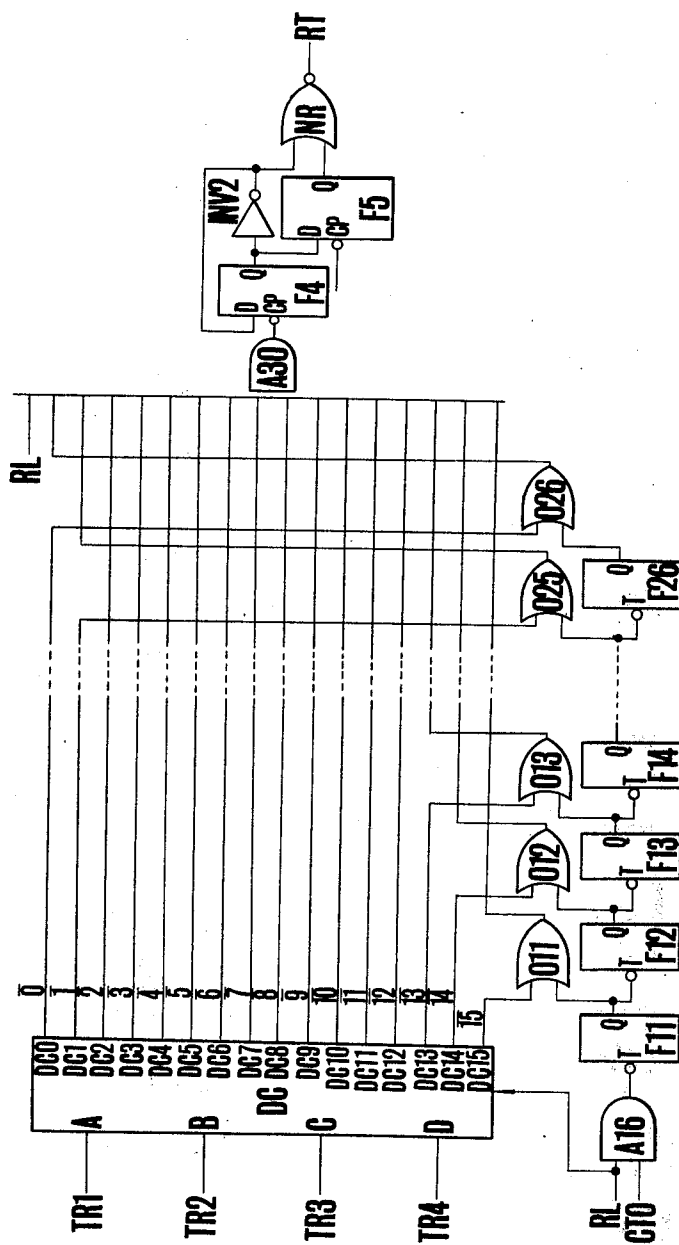 TR1
TR2
TR3
TR4
A
B
C
D
DC
DC0
DC1
DC2
DC3
DC4
DC5
DC6
DC7
DC8
DC9
DC10
DC11
DC12
DC13
DC14
DC15
0
1
2
3
4
5
6
7
8
9
10
11
12
13
14
15
RL
A30
D
Q
CP
F4
INV2
D
Q
CP
F5
NR
RT
O11
O12
O13
O25
O26
RL
CTO
A16
T
Q
F11
T
Q
F12
T
Q
F13
T
Q
F14
T
Q
F26